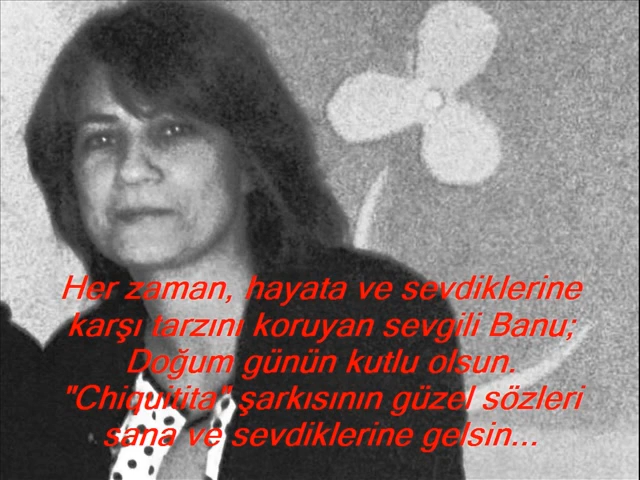 Her zaman, hayata ve sevdiklerine
karşı tarzını koruyan sevgili Banu;
Doğum günün kutlu olsun.
"Chiquitita" şarkısının güzel sözleri
sana ve sevdiklerine gelsin...